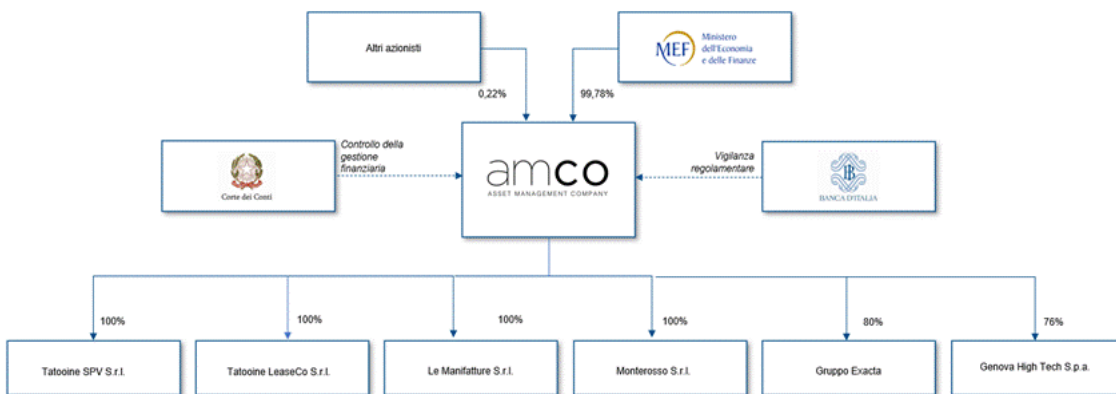 Altri azionisti
MEF
Ministero
dell'Economia
e delle Finanze
0,22%
99,78%
Controllo della
gestione
finanziaria
Corte dei Conti
amco
ASSET MANAGEMENT COMPANY
Vigilanza
regolamentare
BANCA D'ITALIA
100%
100%
100%
100%
80%
76%
Tatooine SPV S.r.l.
Tatooine LeaseCo S.r.l.
Le Manifatture S.r.l.
Monterosso S.r.l.
Gruppo Exacta
Genova High Tech S.p.a.